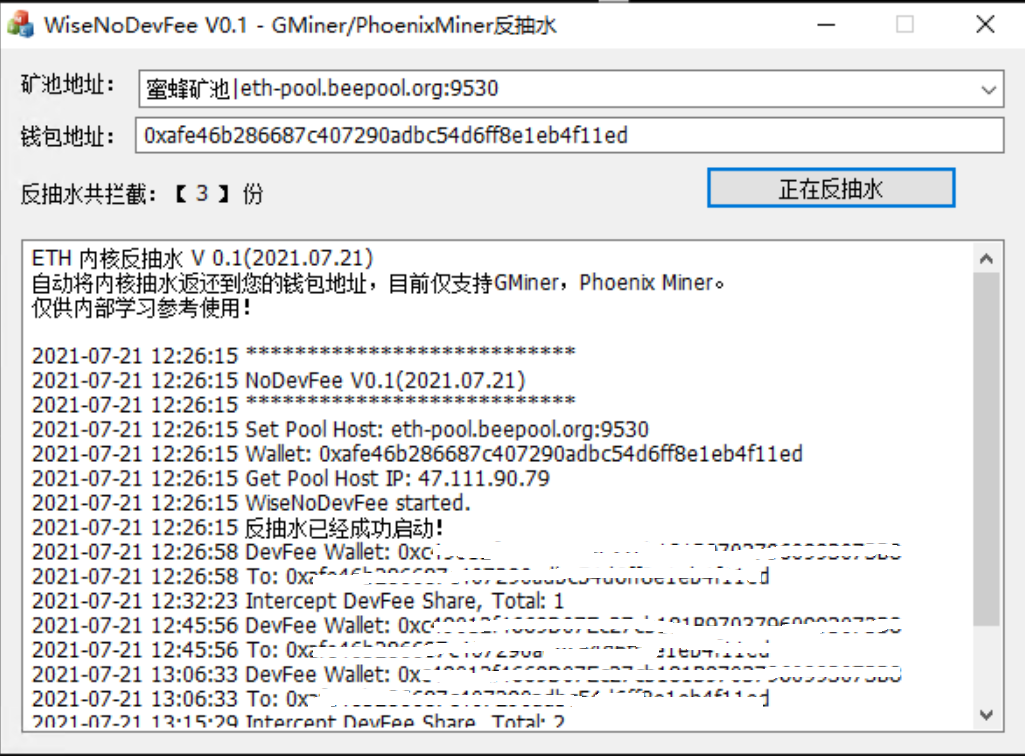 WiseNoDevFee V0.1 - GMiner/PhoenixMiner反抽水
矿池地址：
蜜蜂矿池|eth-pool.beepool.org:9530
钱包地址：
0xafe46b286687c407290adbc54d6ff8e1eb4f11ed
反抽水共拦截：【 3 】份
正在反抽水
ETH 内核反抽水 V 0.1(2021.07.21)
自动将内核抽水返还到您的钱包地址，目前仅支持GMiner，Phoenix Miner。
仅供内部学习参考使用！
2021-07-21 12:26:15 ***************************
2021-07-21 12:26:15 NoDevFee V0.1(2021.07.21)
2021-07-21 12:26:15 ***************************
2021-07-21 12:26:15 Set Pool Host: eth-pool.beepool.org:9530
2021-07-21 12:26:15 Wallet: 0xafe46b286687c407290adbc54d6ff8e1eb4f11ed
2021-07-21 12:26:15 Get Pool Host IP: 47.111.90.79
2021-07-21 12:26:15 WiseNoDevFee started.
2021-07-21 12:26:15 反抽水已经成功启动！
2021-07-21 12:26:58 DevFee Wallet:
2021-07-21 12:26:58 To:
2021-07-21 12:32:23 Intercept DevFee Share, Total: 1
2021-07-21 12:45:56 DevFee Wallet:
2021-07-21 12:45:56 To:
2021-07-21 13:06:33 DevFee Wallet:
2021-07-21 13:06:33 To:
2021-07-21 13:15:29 Intercept DevFee Share, Total: 2